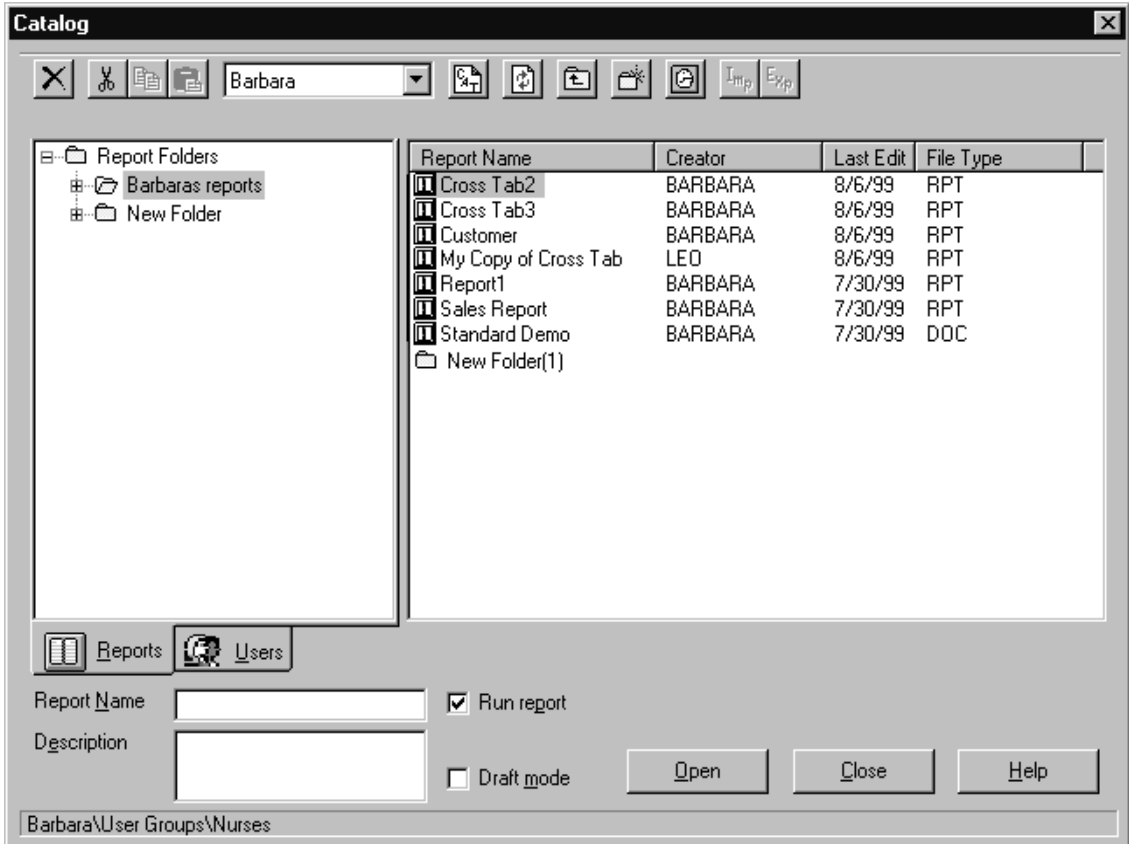 Catalog
Barbara
Imp Exp
Report Folders
Barbaras reports
New Folder
Report Name Creator Last Edit File Type
Cross Tab2 BARBARA 8/6/99 RPT
Cross Tab3 BARBARA 8/6/99 RPT
Customer BARBARA 8/6/99 RPT
My Copy of Cross Tab LEO 8/6/99 RPT
Report1 BARBARA 7/30/99 RPT
Sales Report BARBARA 7/30/99 RPT
Standard Demo BARBARA 7/30/99 DOC
New Folder(1)
Reports Users
Report Name Run report
Description
Draft mode Open Close Help
Barbara\User Groups\Nurses